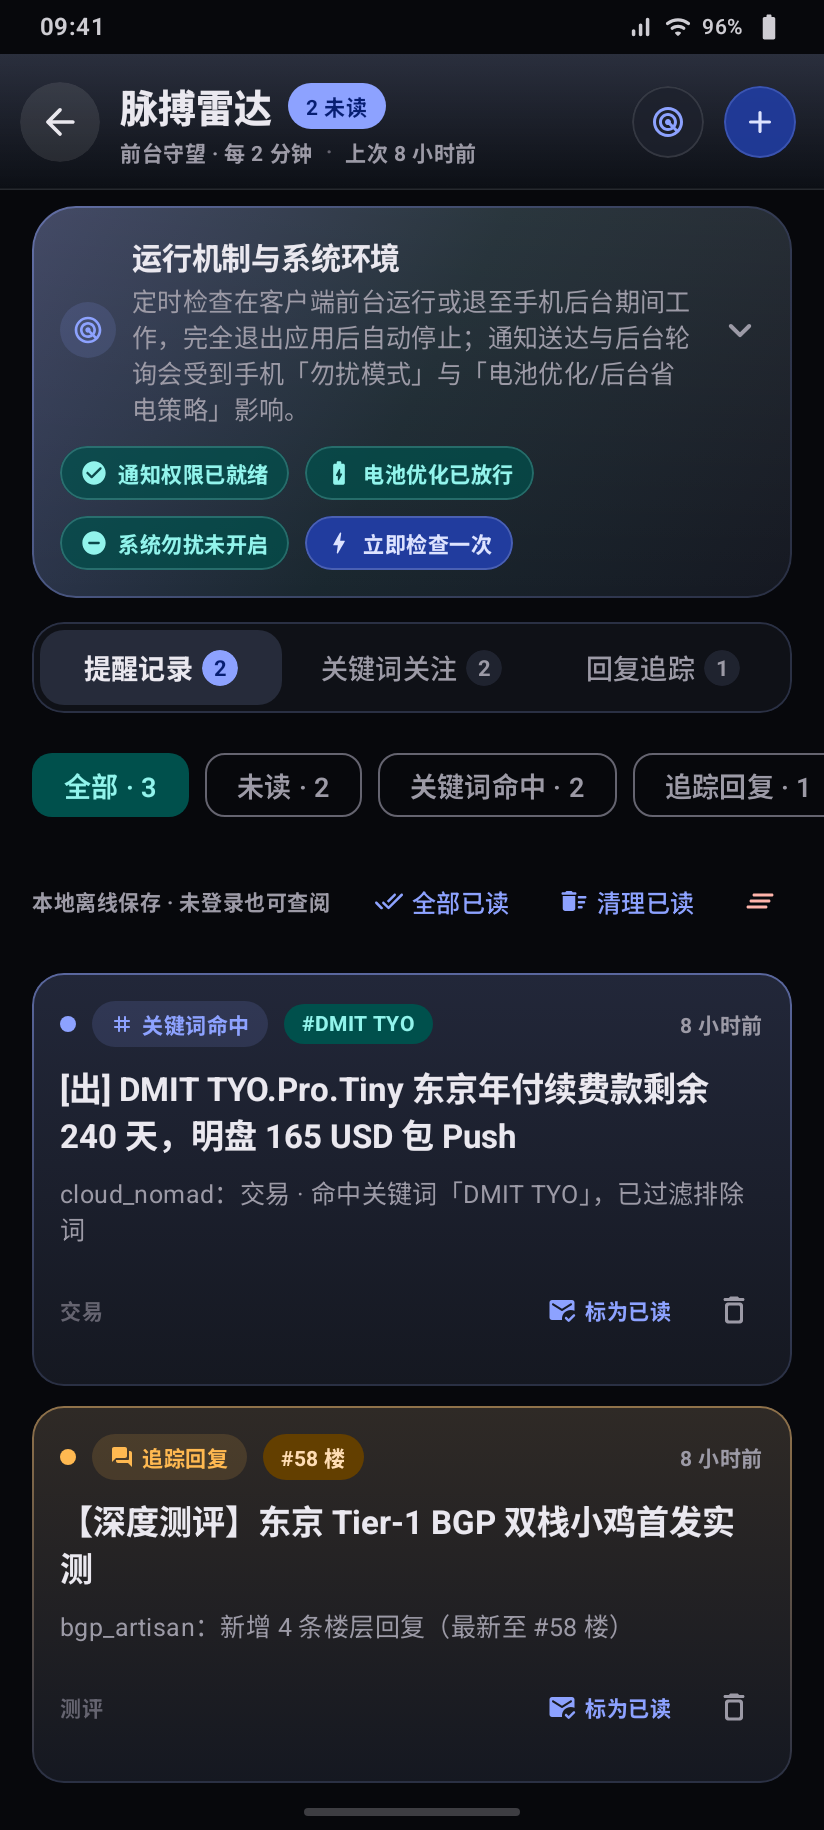 09:41
96%
脉搏雷达
2 未读
前台守望 · 每 2 分钟 · 上次 8 小时前
运行机制与系统环境
定时检查在客户端前台运行或退至手机后台期间工
作，完全退出应用后自动停止；通知送达与后台轮
询会受到手机「勿扰模式」与「电池优化/后台省
电策略」影响。
通知权限已就绪
电池优化已放行
系统勿扰未开启
立即检查一次
提醒记录 2
关键词关注 2
回复追踪 1
全部 · 3
未读 · 2
关键词命中 · 2
追踪回复 · 1
本地离线保存 · 未登录也可查阅
全部已读
清理已读
关键词命中
#DMIT TYO
8 小时前
[出] DMIT TYO.Pro.Tiny 东京年付续费款剩余
240 天，明盘 165 USD 包 Push
cloud_nomad：交易 · 命中关键词「DMIT TYO」，已过滤排除
词
交易
标为已读
追踪回复
#58 楼
8 小时前
【深度测评】东京 Tier-1 BGP 双栈小鸡首发实
测
bgp_artisan：新增 4 条楼层回复（最新至 #58 楼）
测评
标为已读